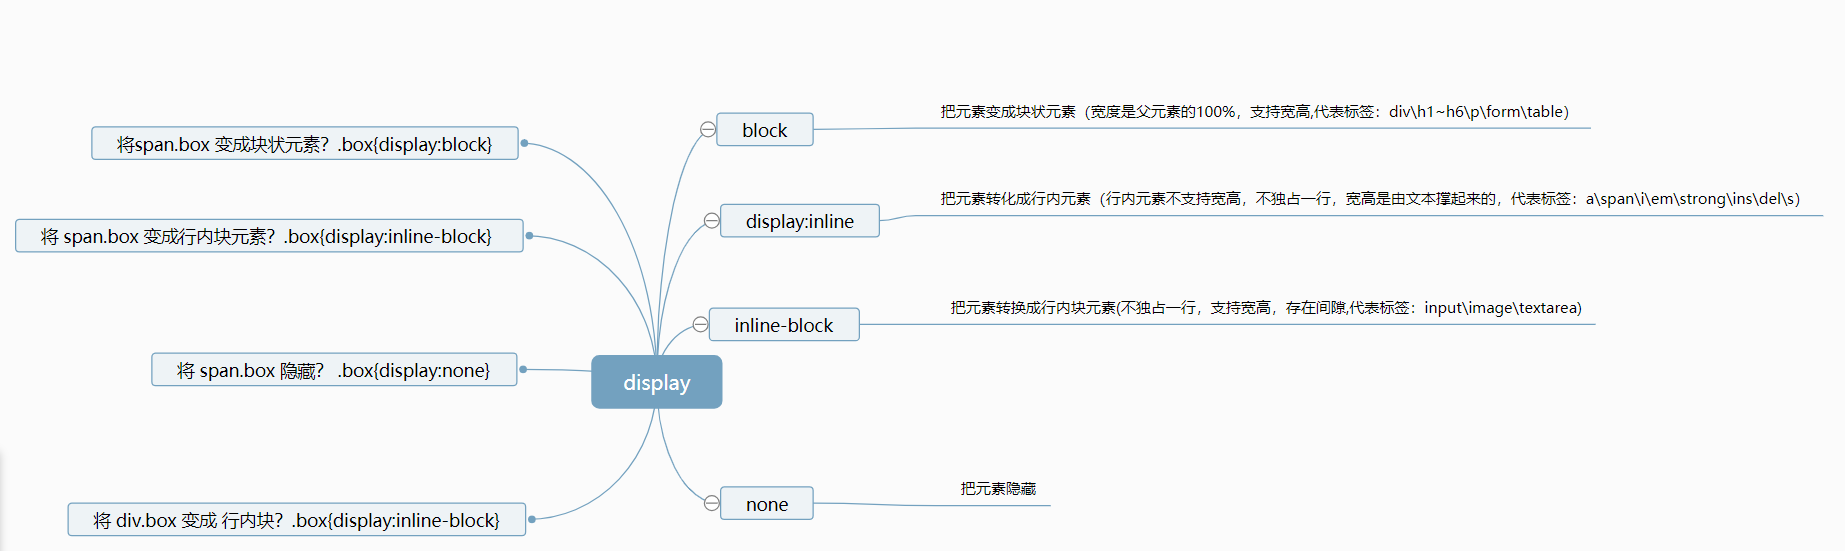 将span.box 变成块状元素？.box{display:block}
将 span.box 变成行内块元素？.box{display:inline-block}
将 span.box 隐藏？ .box{display:none}
将 div.box 变成 行内块？.box{display:inline-block}
display
block
把元素变成块状元素（宽度是父元素的100%，支持宽高,代表标签：div\h1~h6\p\form\table）
display:inline
把元素转化成行内元素（行内元素不支持宽高，不独占一行，宽高是由文本撑起来的，代表标签：a\span\i\em\strong\ins\del\s）
inline-block
把元素转换成行内块元素(不独占一行，支持宽高，存在间隙,代表标签：input\image\textarea)
none
把元素隐藏